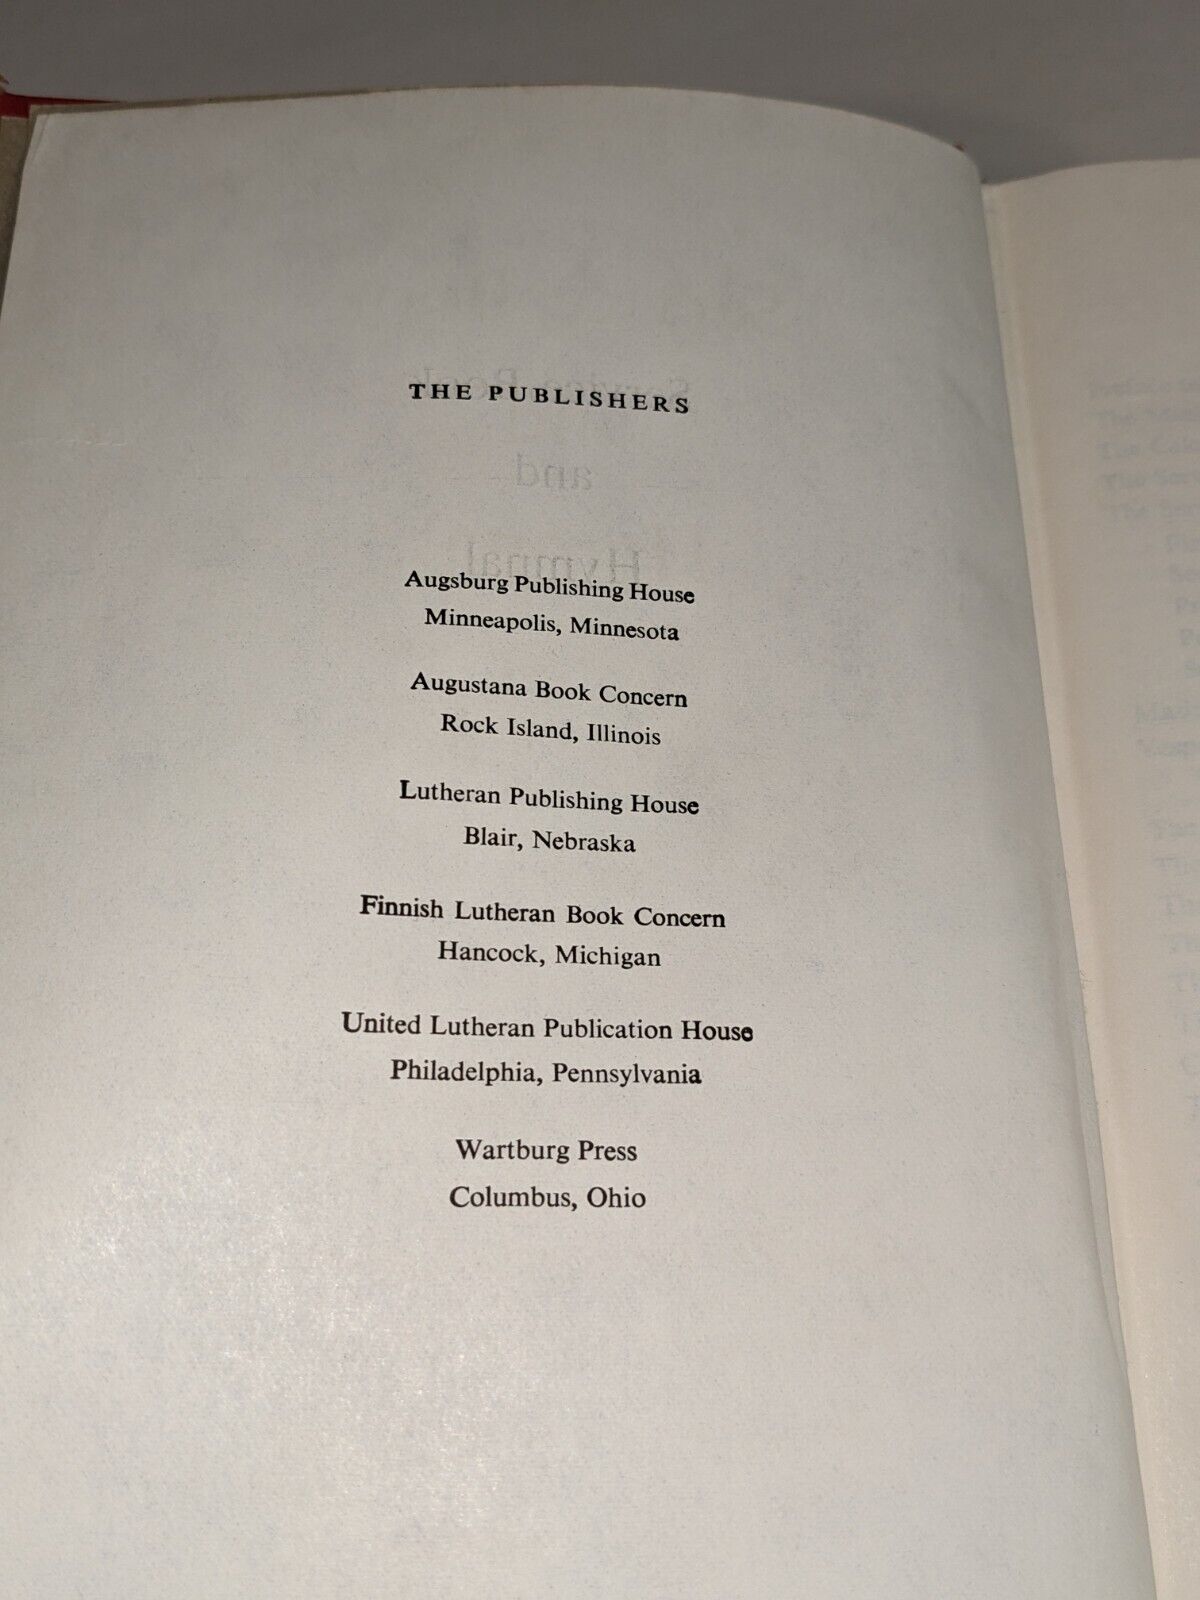 THE PUBLISHERS
Augsburg Publishing House
Minneapolis, Minnesota
Augustana Book Concern
Rock Island, Illinois
Lutheran Publishing House
Blair, Nebraska
Finnish Lutheran Book Concern
Hancock, Michigan
United Lutheran Publication House
Philadelphia, Pennsylvania
Wartburg Press
Columbus, Ohio